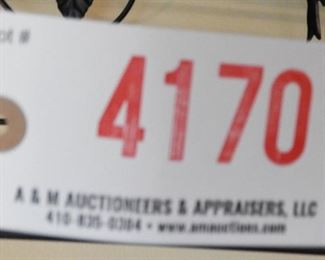 ot #
4170
A & M AUCTIONEERS & APPRAISERS, LLC
410-835-0384 • www.amauctions.com